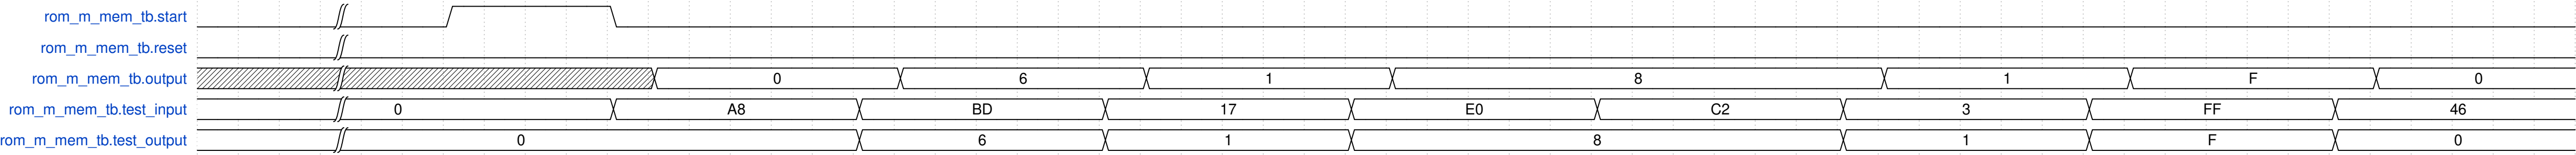 rom_m_mem_tb.start
rom_m_mem_tb.reset
rom_m_mem_tb.output 0 6 1 8 1 F 0
rom_m_mem_tb.test_input 0 A8 BD 17 E0 C2 3 FF 46
rom_m_mem_tb.test_output 0 6 1 8 1 F 0